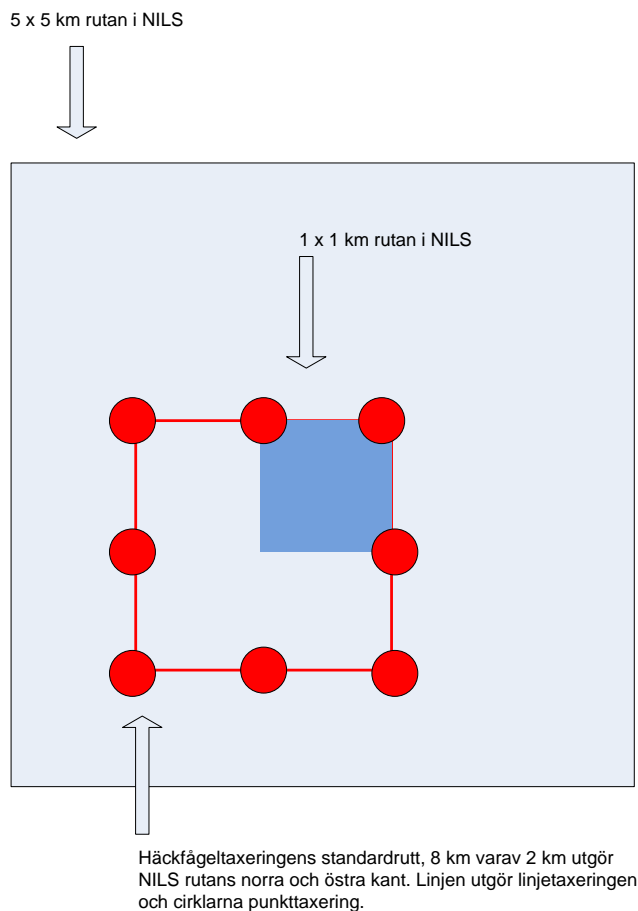 5 x 5 km rutan i NILS
1 x 1 km rutan i NILS
Häckfågeltaxeringens standardrutt, 8 km varav 2 km utgör
NILS rutans norra och östra kant. Linjen utgör linjetaxeringen
och cirklarna punkttaxering.